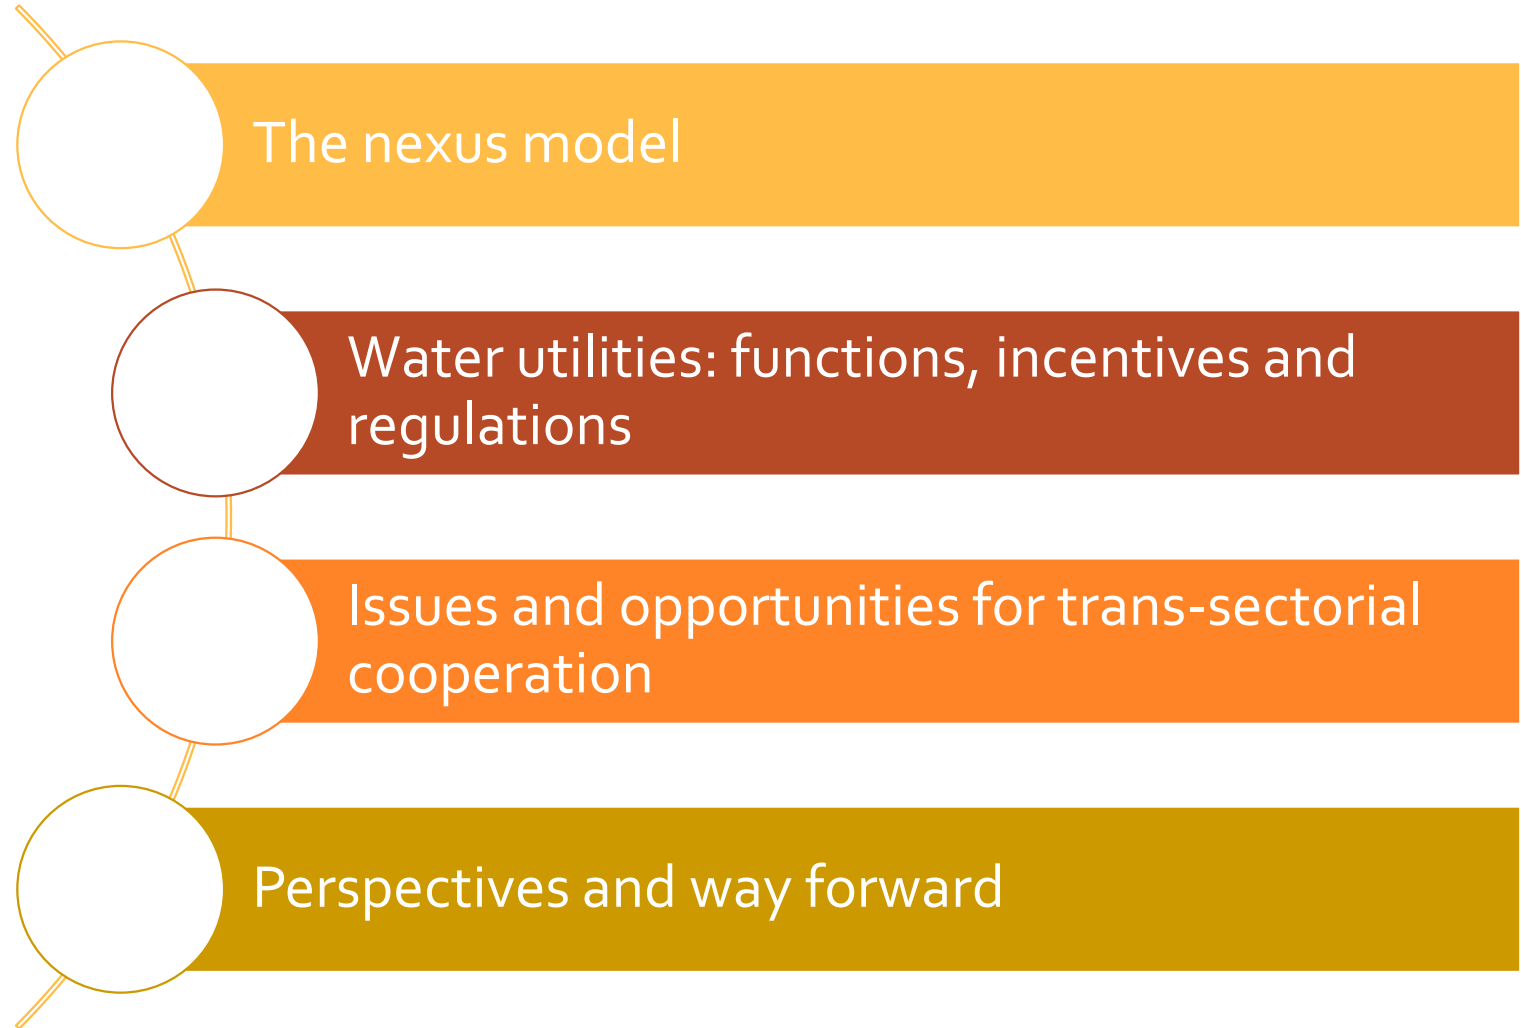 The nexus model
Water utilities: functions, incentives and
regulations
Issues and opportunities for trans-sectorial
cooperation
Perspectives and way forward